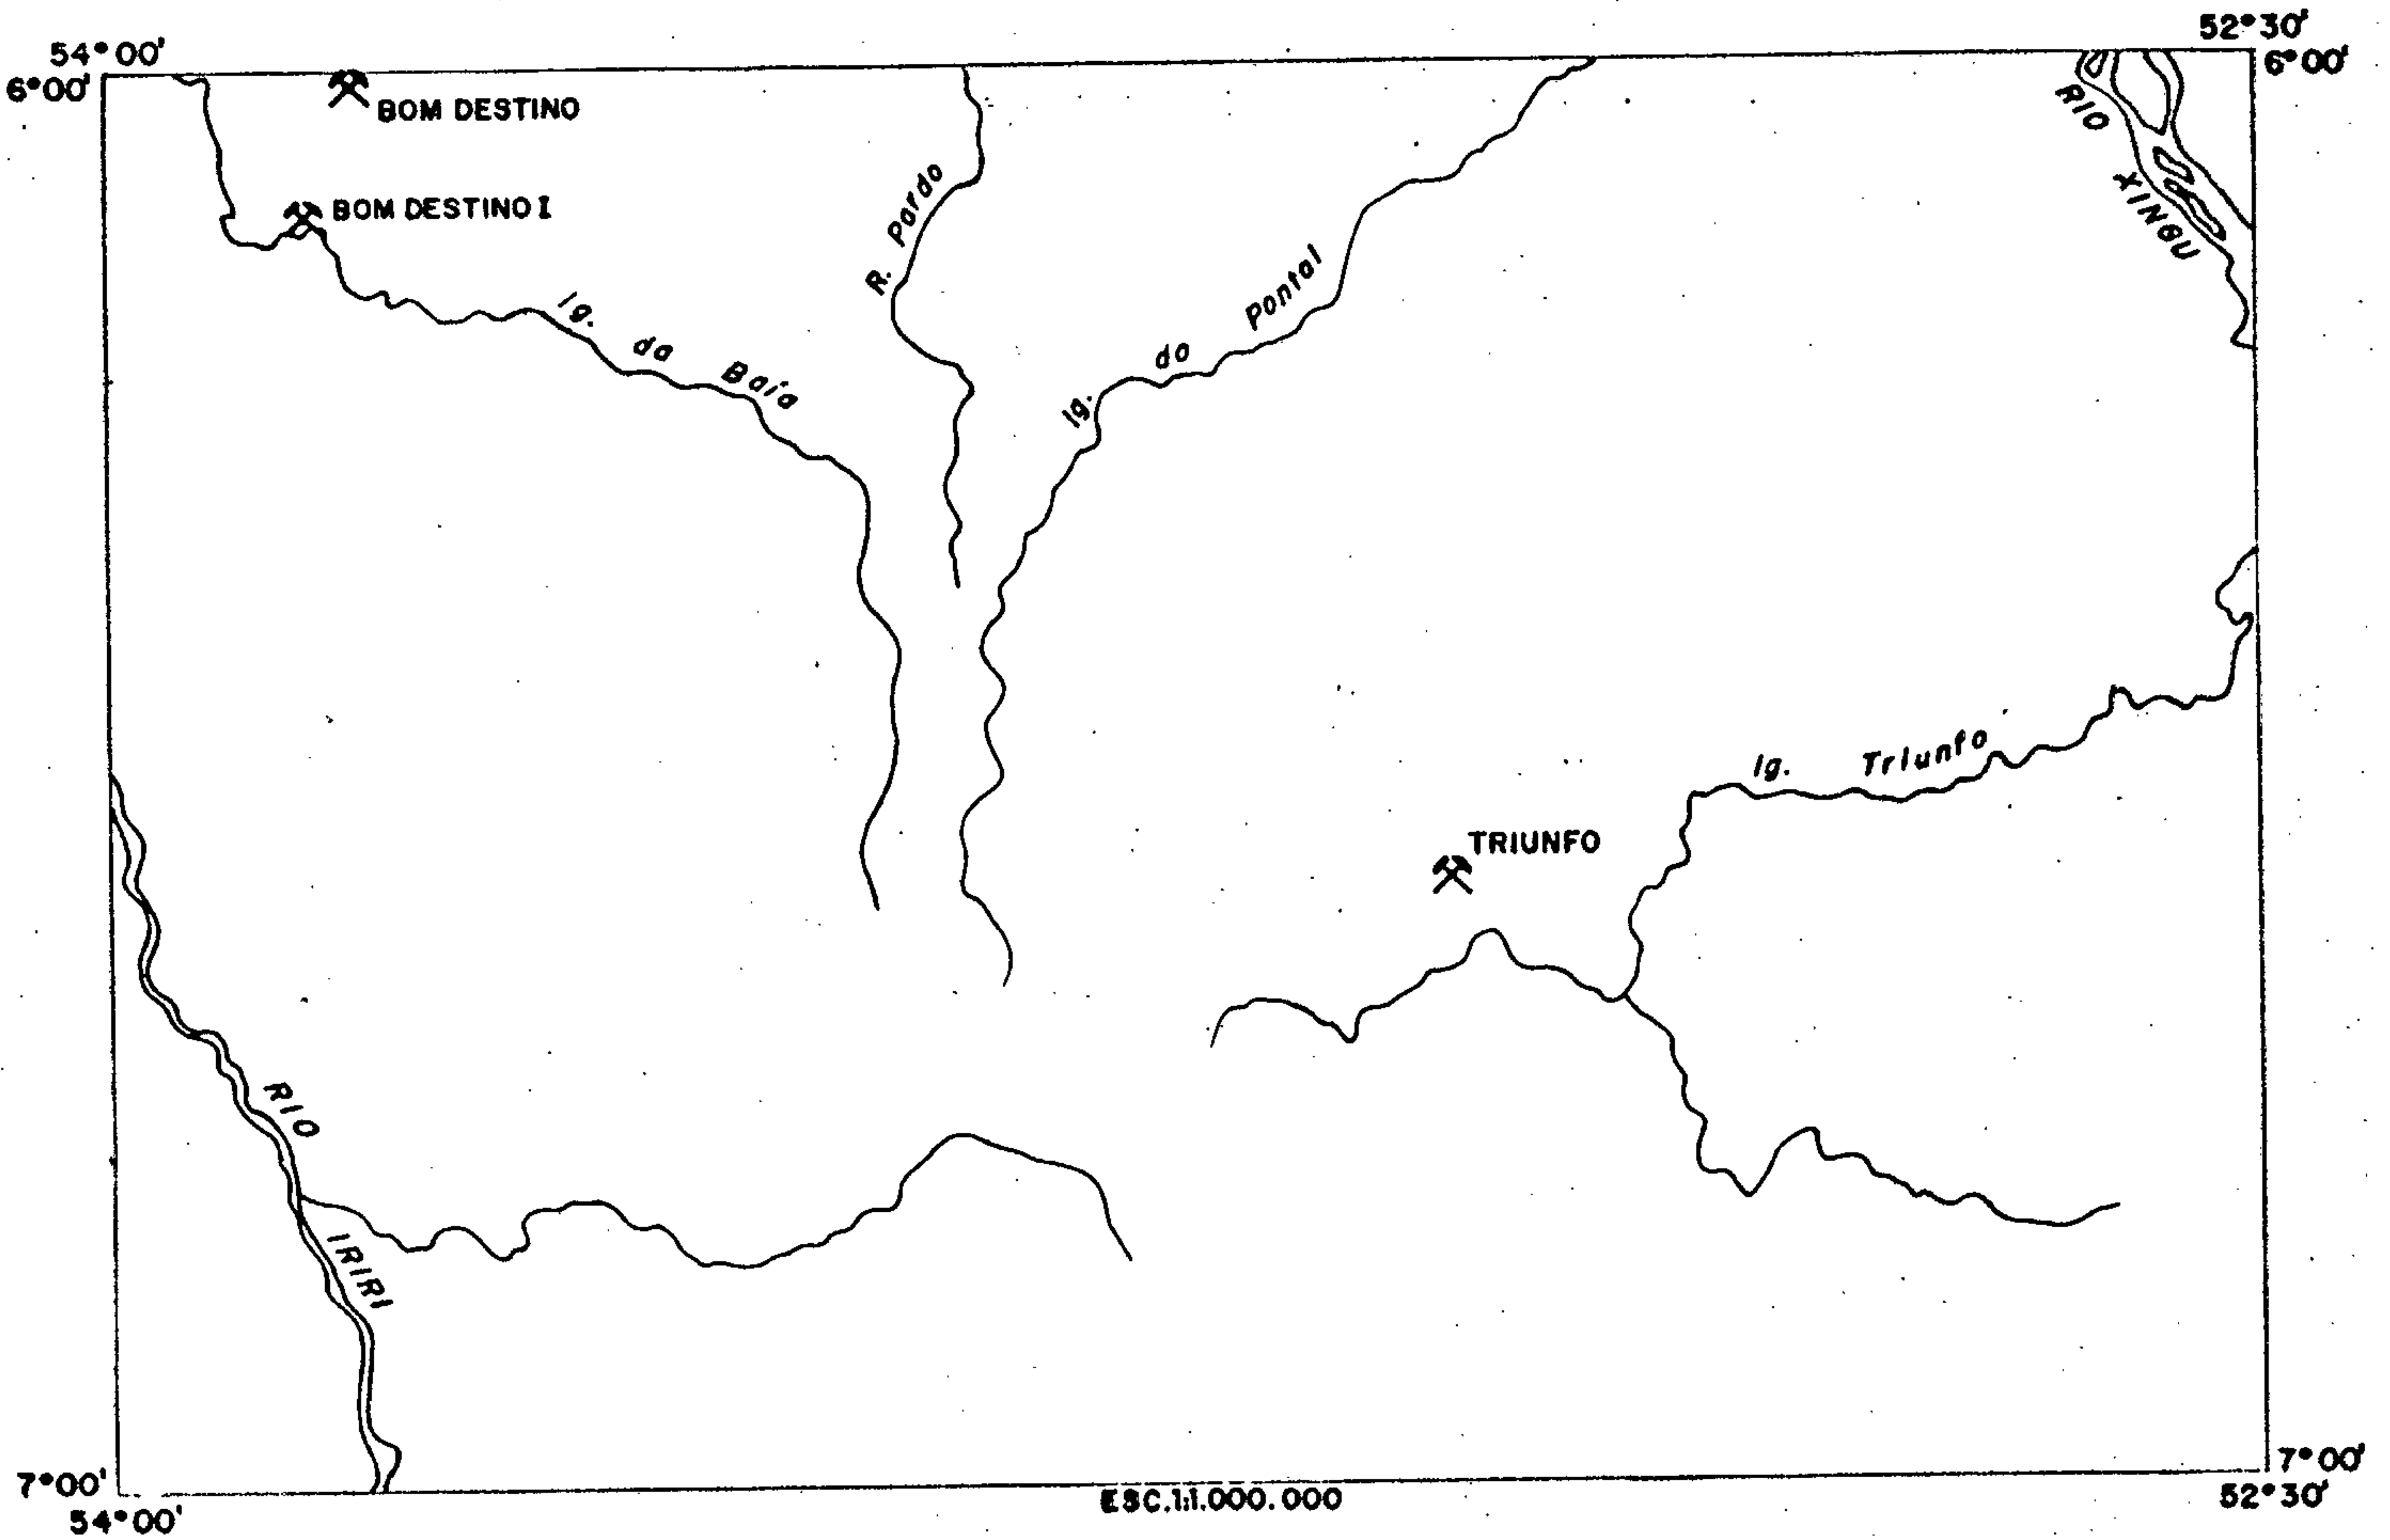 54°00'
52°30'
6°00'
6°00'
BOM DESTINO
RIO XINGU
R. Pardo
BOM DESTINO I
Ig. do Pontal
Ig. da Baía
Ig. Triunfo
TRIUNFO
RIO IRIRI
7°00'
7°00'
54°00'
ESC.1:1.000.000
52°30'